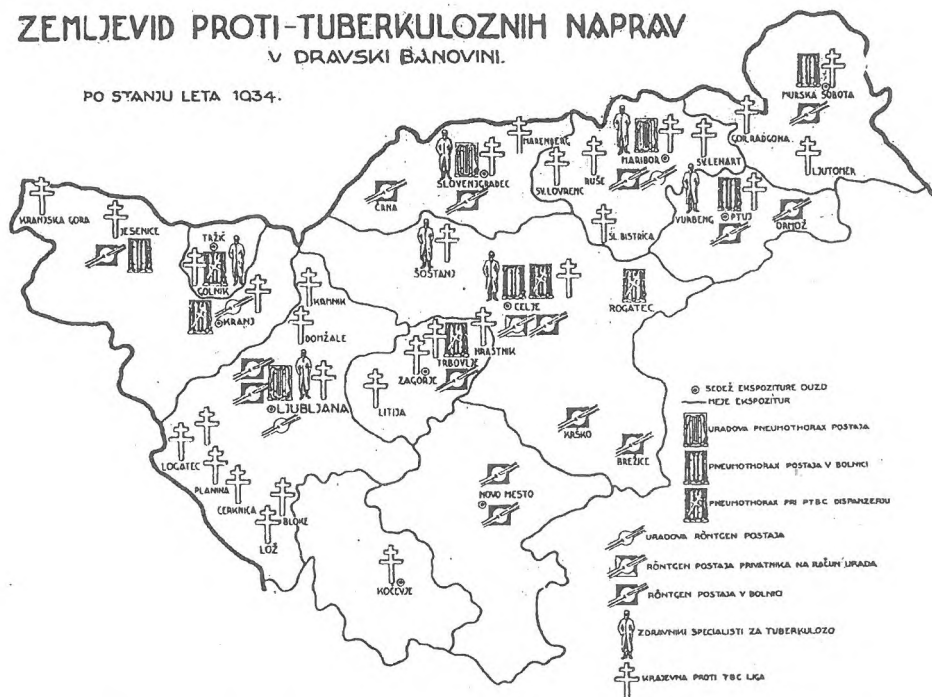 ZEMLJEVID PROTI-TUBERKULOZNIH NAPRAV
V DRAVSKI BANOVINI.
PO STANJU LETA 1934.
MURSKA SOBOTA
GOR. RADGONA
LJUTOMER
MARENBERG
SLOVENJGRADEC
ČRNA
SV. LOVRENC
RUŠE
MARIBOR
SV. LENART
VURBERG
PTUJ
ORMOŽ
SL. BISTRICA
KRANJSKA GORA
JESENICE
TRŽIČ
GOLNIK
KRANJ
ŠOŠTANJ
CELJE
ROGATEC
KAMNIK
DOMŽALE
HRASTNIK
TRBOVLJE
ZAGORJE
LITIJA
LJUBLJANA
LOGATEC
PLANINA
CERKNICA
BLOKE
LOŽ
KRŠKO
BREŽICE
NOVO MESTO
KOČEVJE
SEDEŽ EKSPOZITURE OUZD
MEJE EKSPOZITUR
URADOVA PNEUMOTHORAX POSTAJA
PNEUMOTHORAX POSTAJA V BOLNICI
PNEUMOTHORAX PRI PTBC DISPANZERJU
URADOVA RÖNTGEN POSTAJA
RÖNTGEN POSTAJA PRIVATNIKA NA RAČUN URADA
RÖNTGEN POSTAJA V BOLNICI
ZDRAVNIKI SPECIALISTI ZA TUBERKULOZO
KRAJEVNA PROTI TBC LIGA